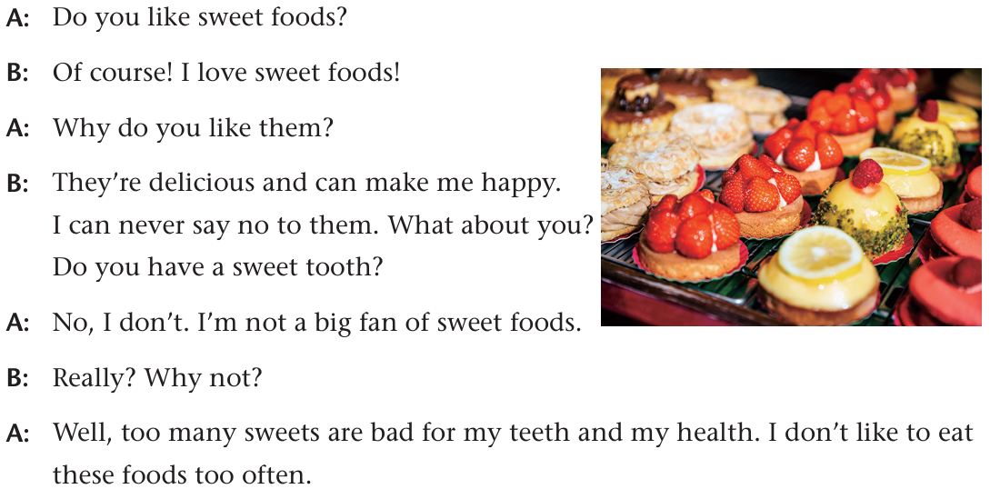 A: Do you like sweet foods?
B: Of course! I love sweet foods!
A: Why do you like them?
B: They’re delicious and can make me happy.
I can never say no to them. What about you?
Do you have a sweet tooth?
A: No, I don’t. I’m not a big fan of sweet foods.
B: Really? Why not?
A: Well, too many sweets are bad for my teeth and my health. I don’t like to eat
these foods too often.